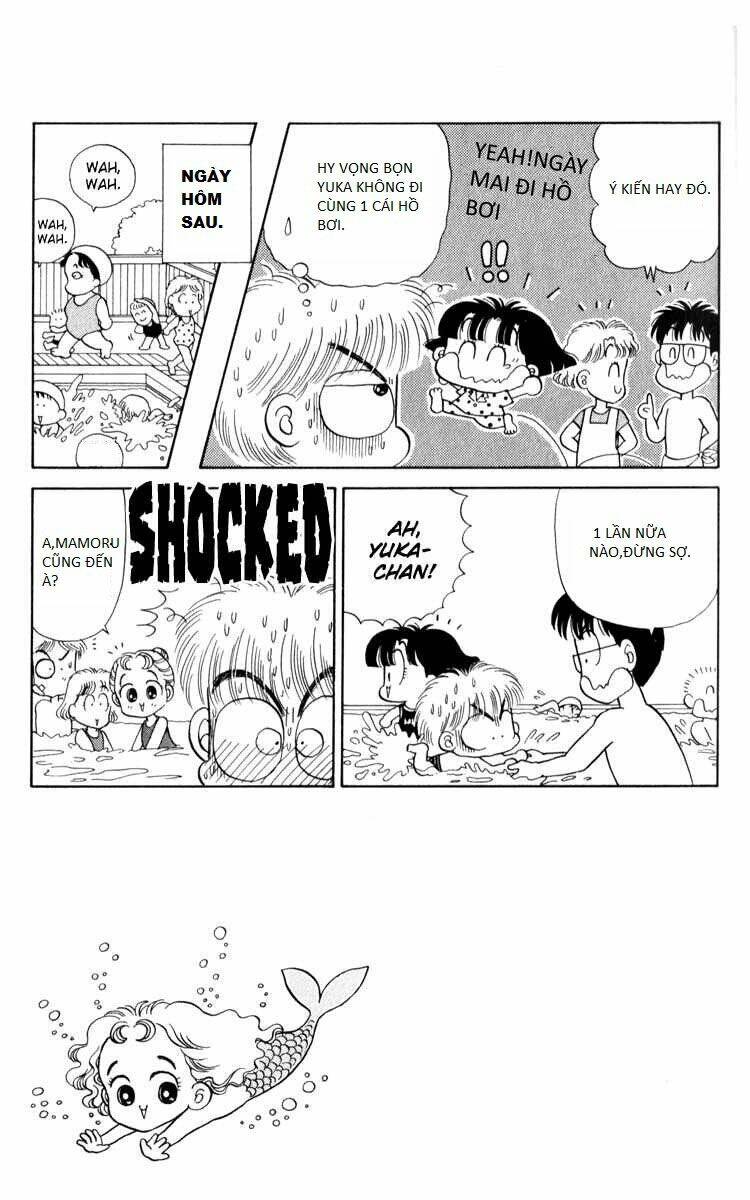 Ý KIẾN HAY ĐÓ.
YEAH!NGÀY
MAI ĐI HỒ
BƠI
!!
HY VỌNG BỌN
YUKA KHÔNG ĐI
CÙNG 1 CÁI HỒ
BƠI.
NGÀY
HÔM
SAU.
WAH,
WAH.
WAH,
WAH.
1 LẦN NỮA
NÀO,ĐỪNG SỢ.
AH,
YUKA-
CHAN!
SHOCKED
A,MAMORU
CŨNG ĐẾN
À?